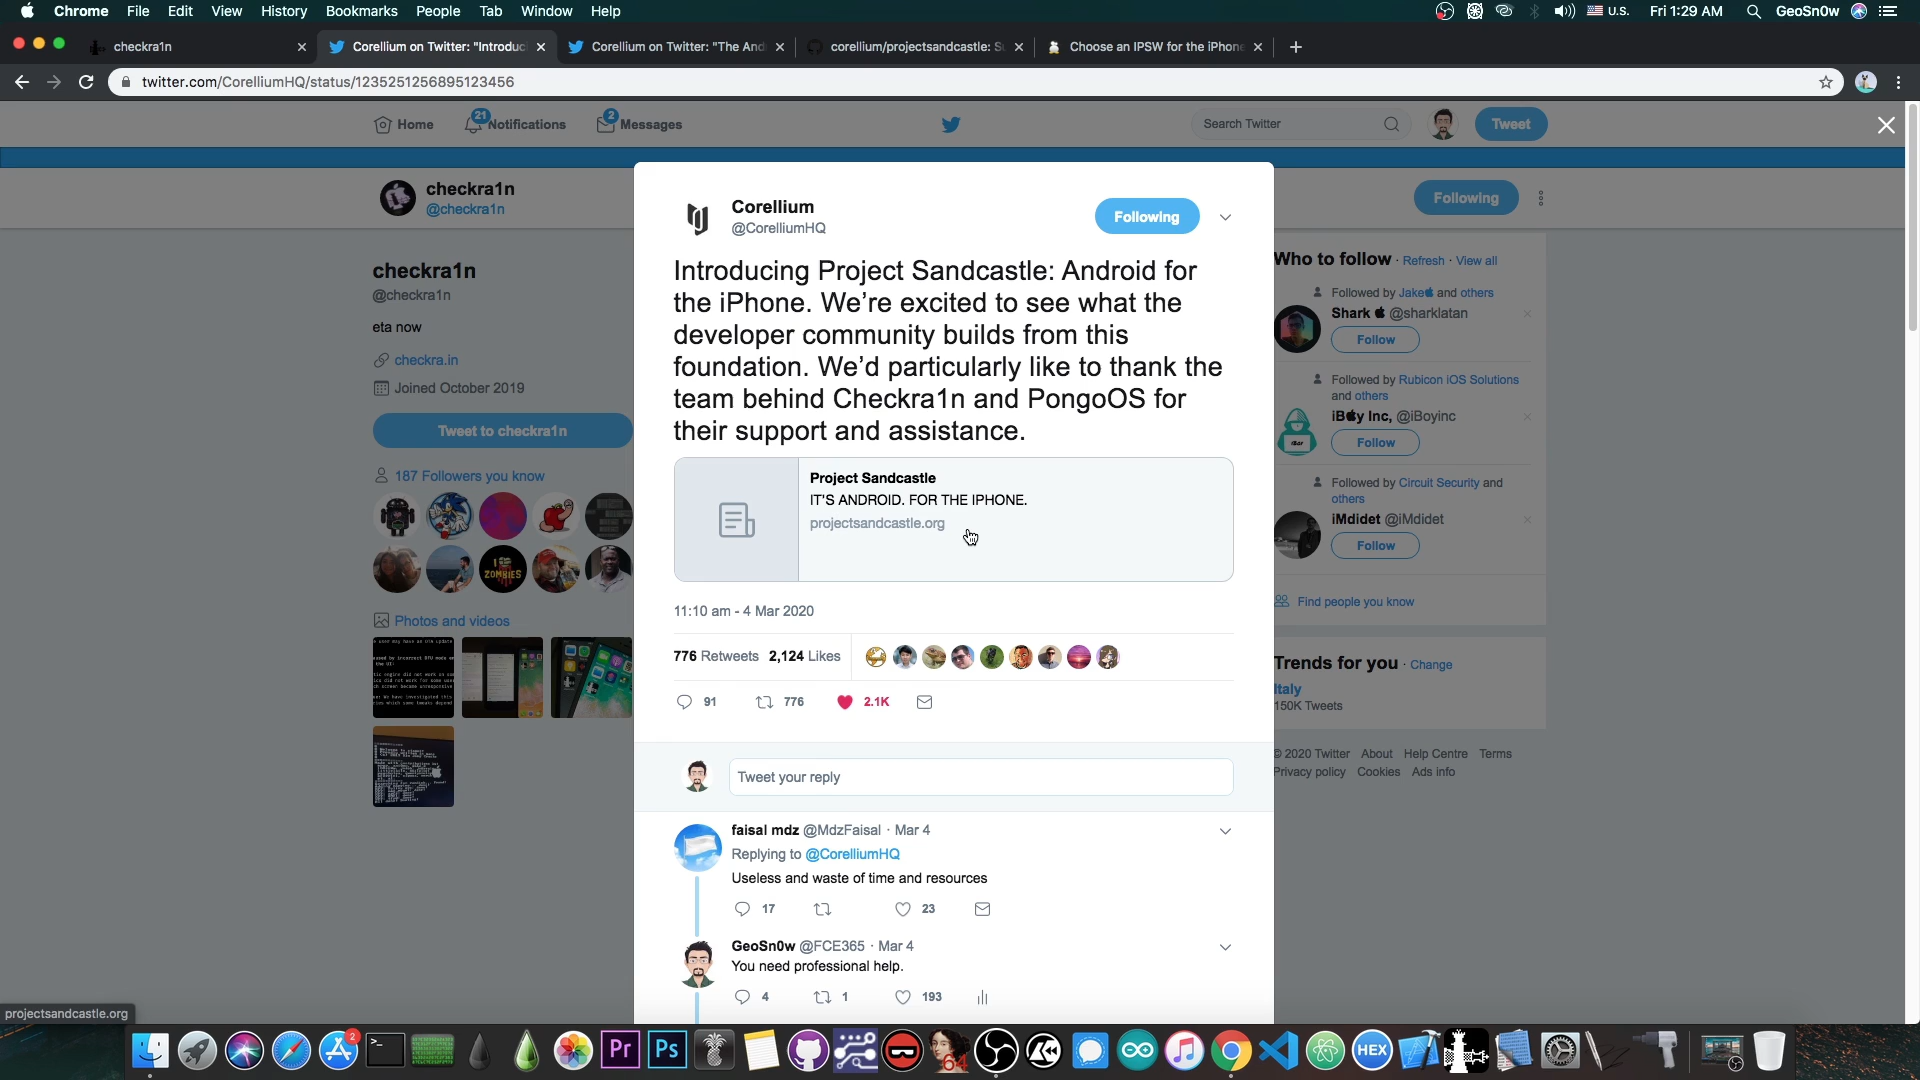 Chrome File Edit View History Bookmarks People Tab Window Help
U.S. Fri 1:29 AM GeoSn0w
checkra1n
Corellium on Twitter: "Introduc
Corellium on Twitter: "The And
corellium/projectsandcastle: S
Choose an IPSW for the iPhone
twitter.com/CorelliumHQ/status/1235251256895123456
Home
21
Notifications
2
Messages
Search Twitter
Tweet
checkra1n
@checkra1n
Following
checkra1n
@checkra1n
eta now
checkra.in
Joined October 2019
Tweet to checkra1n
187 Followers you know
I
ZOMBIES
Photos and videos
Corellium
@CorelliumHQ
Following
Introducing Project Sandcastle: Android for
the iPhone. We're excited to see what the
developer community builds from this
foundation. We'd particularly like to thank the
team behind Checkra1n and PongoOS for
their support and assistance.
Project Sandcastle
IT'S ANDROID. FOR THE IPHONE.
projectsandcastle.org
11:10 am - 4 Mar 2020
776 Retweets 2,124 Likes
91 776 2.1K
Tweet your reply
faisal mdz @MdzFaisal · Mar 4
Replying to @CorelliumHQ
Useless and waste of time and resources
17 23
GeoSn0w @FCE365 · Mar 4
You need professional help.
4 1 193
Who to follow · Refresh · View all
Followed by Jake and others
Shark @sharklatan
Follow
Followed by Rubicon iOS Solutions
and others
iBoy Inc, @iBoyinc
Follow
Followed by Circuit Security and
others
iMdidet @iMdidet
Follow
Find people you know
Trends for you · Change
Italy
150K Tweets
© 2020 Twitter About Help Centre Terms
Privacy policy Cookies Ads info
projectsandcastle.org
2
Pr
Ps
64
HEX